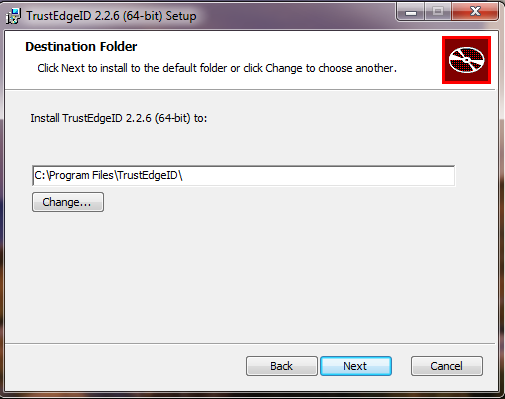 TrustEdgeID 2.2.6 (64-bit) Setup
Destination Folder
Click Next to install to the default folder or click Change to choose another.
Install TrustEdgeID 2.2.6 (64-bit) to:
C:\Program Files\TrustEdgeID\
Change...
Back Next Cancel